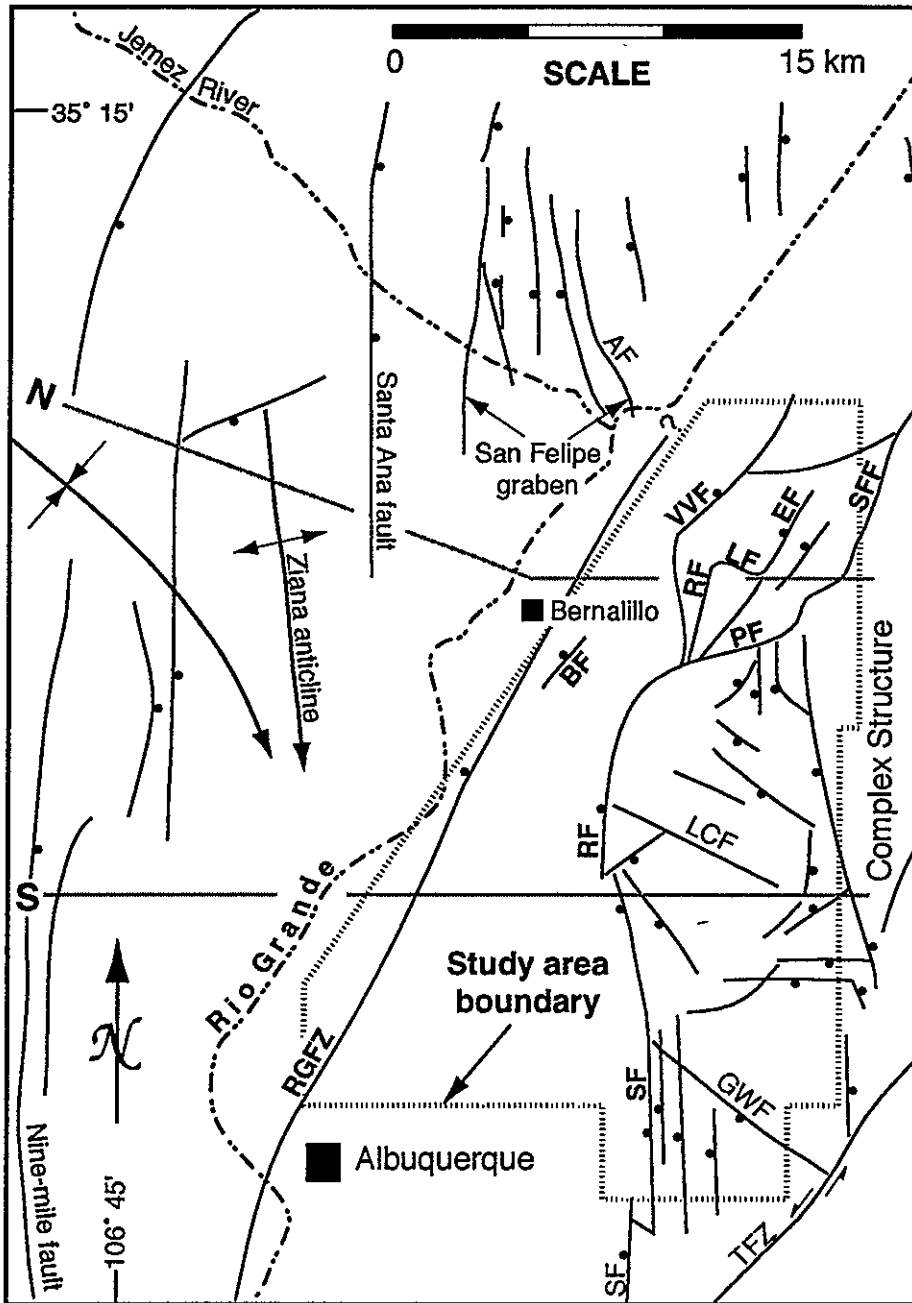 Jemez River
0
15 km
SCALE
35° 15'
AF
N
Santa Ana fault
San Felipe
graben
?
VVF
EF
SFF
LF
RF
PF
Ziana anticline
Bernalillo
BF
Complex Structure
RF
LCF
S
Rio Grande
Study area
boundary
N
RGFZ
SF
GWF
Albuquerque
Nine-mile fault
106° 45'
SF
TFZ